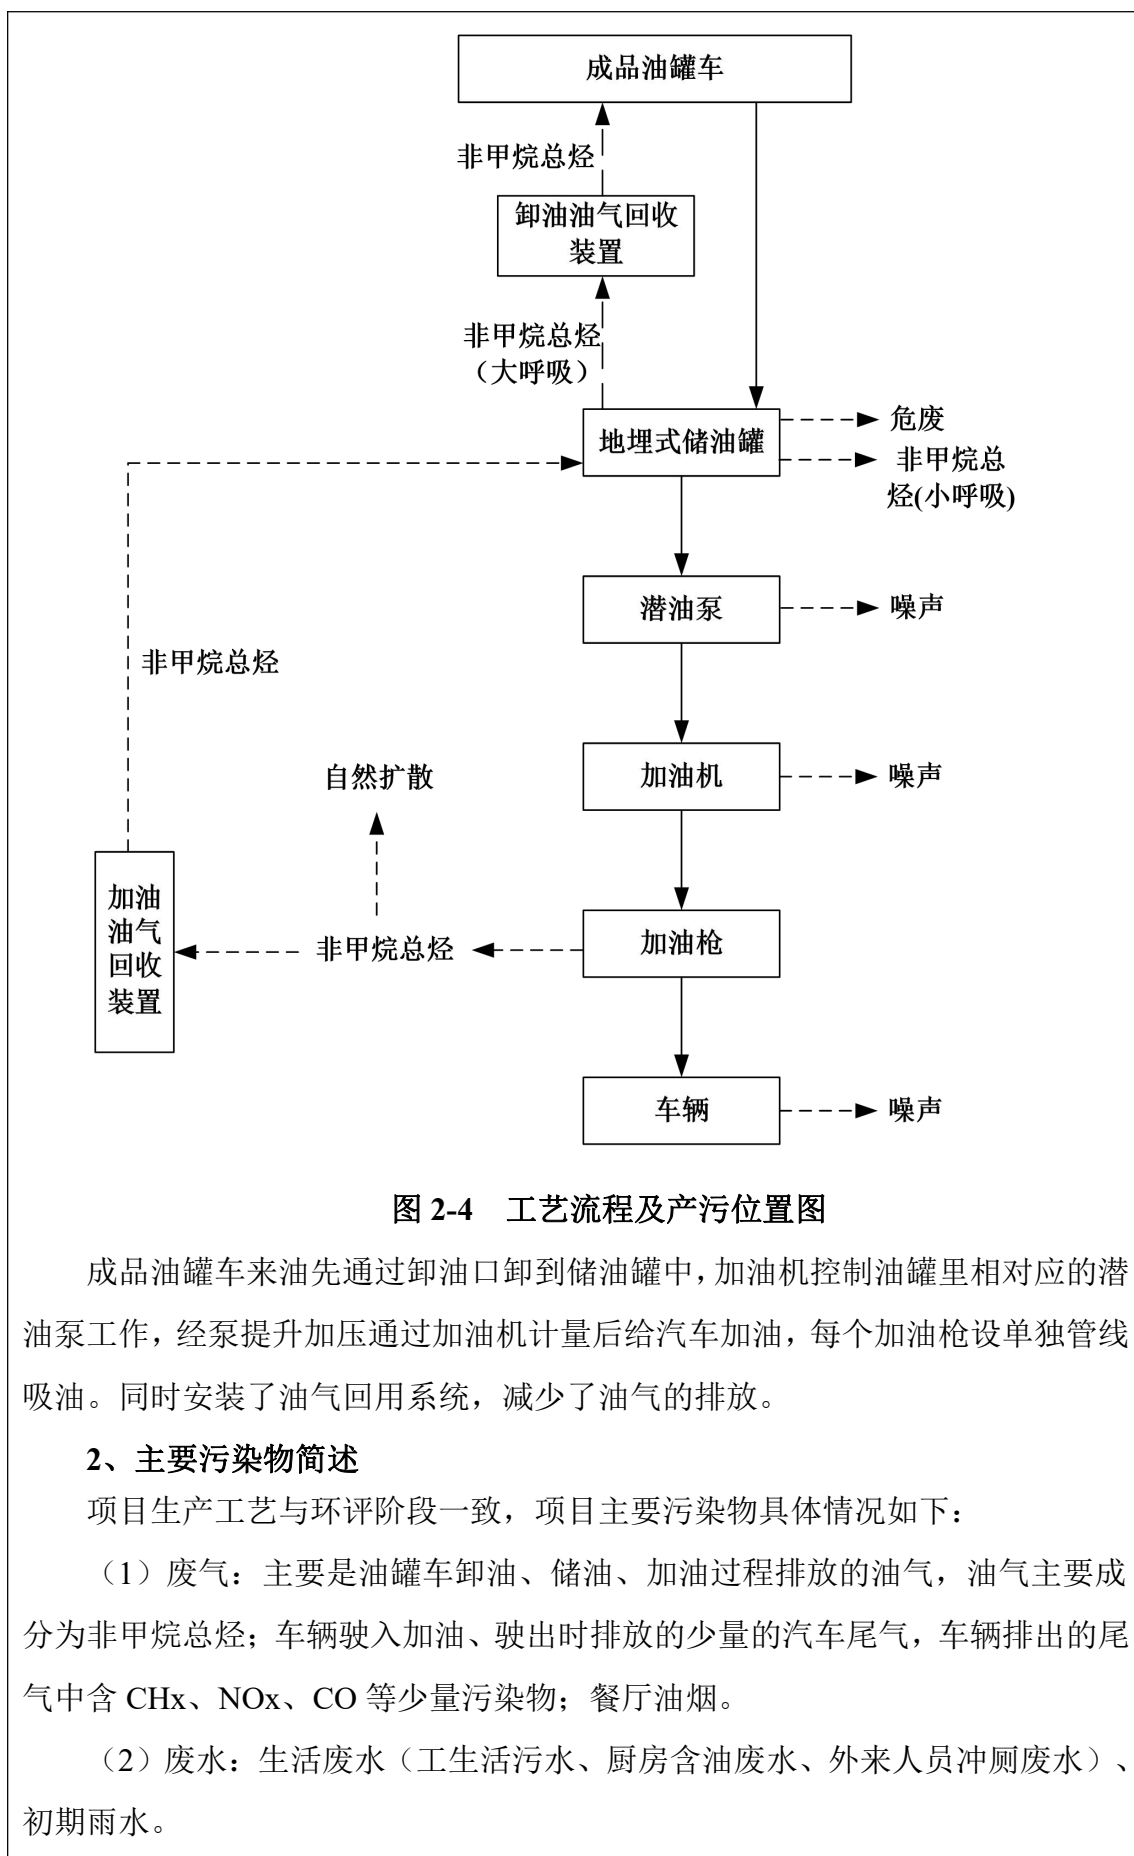 成品油罐车
非甲烷总烃
卸油油气回收
装置
非甲烷总烃
（大呼吸）
地埋式储油罐
危废
非甲烷总
烃(小呼吸)
潜油泵
噪声
非甲烷总烃
自然扩散
加油机
噪声
加油
油气
回收
装置
非甲烷总烃
加油枪
车辆
噪声
图 2-4 工艺流程及产污位置图
成品油罐车来油先通过卸油口卸到储油罐中，加油机控制油罐里相对应的潜
油泵工作，经泵提升加压通过加油机计量后给汽车加油，每个加油枪设单独管线
吸油。同时安装了油气回用系统，减少了油气的排放。
2、主要污染物简述
项目生产工艺与环评阶段一致，项目主要污染物具体情况如下：
（1）废气：主要是油罐车卸油、储油、加油过程排放的油气，油气主要成
分为非甲烷总烃；车辆驶入加油、驶出时排放的少量的汽车尾气，车辆排出的尾
气中含 CHx、NOx、CO 等少量污染物；餐厅油烟。
（2）废水：生活废水（工生活污水、厨房含油废水、外来人员冲厕废水）、
初期雨水。